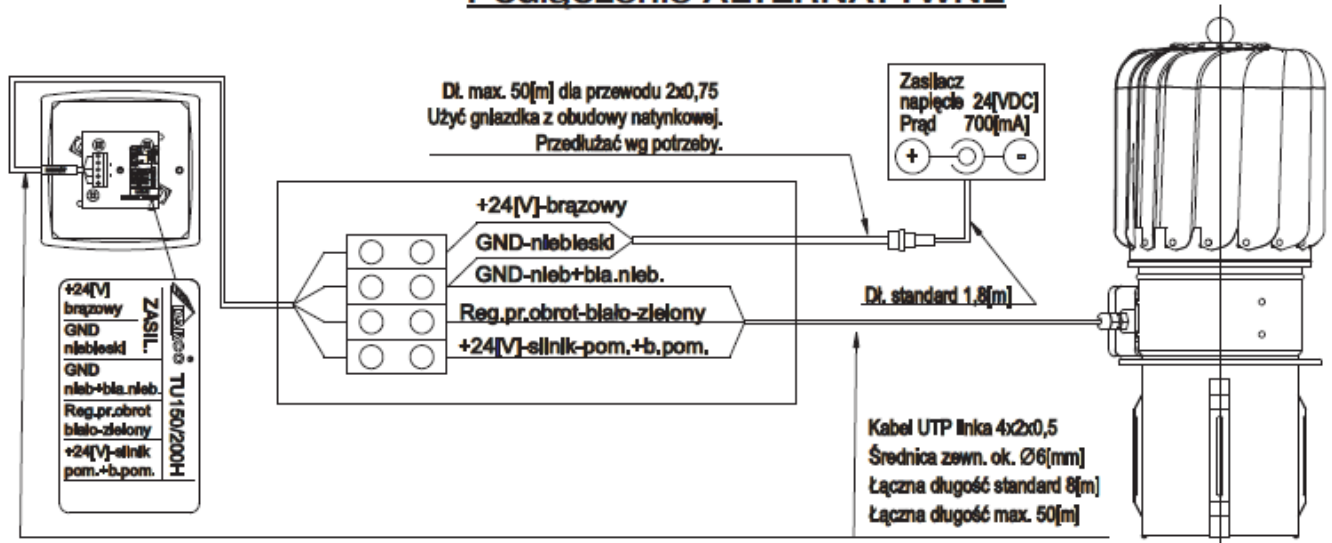 Podłączenie ALTERNATYWNE
Dł. max. 50[m] dla przewodu 2x0,75
Użyć gniazdka z obudowy natynkowej.
Przedłużać wg potrzeby.
Zasilacz
napięcie 24[VDC]
Prąd 700[mA]
+ -
+24[V]-brązowy
GND-niebieski
GND-nieb+bia.nieb.
Reg.pr.obrot-biało-zielony
+24[V]-silnik-pom.+b.pom.
Dł. standard 1,8[m]
+24[V]
brązowy
GND
niebieski
ZASIL.
GND
nieb+bia.nieb.
Reg.pr.obrot
biało-zielony
+24[V]-silnik
pom.+b.pom.
TU150/200H
Kabel UTP linka 4x2x0,5
Średnica zewn. ok. Ø6[mm]
Łączna długość standard 8[m]
Łączna długość max. 50[m]